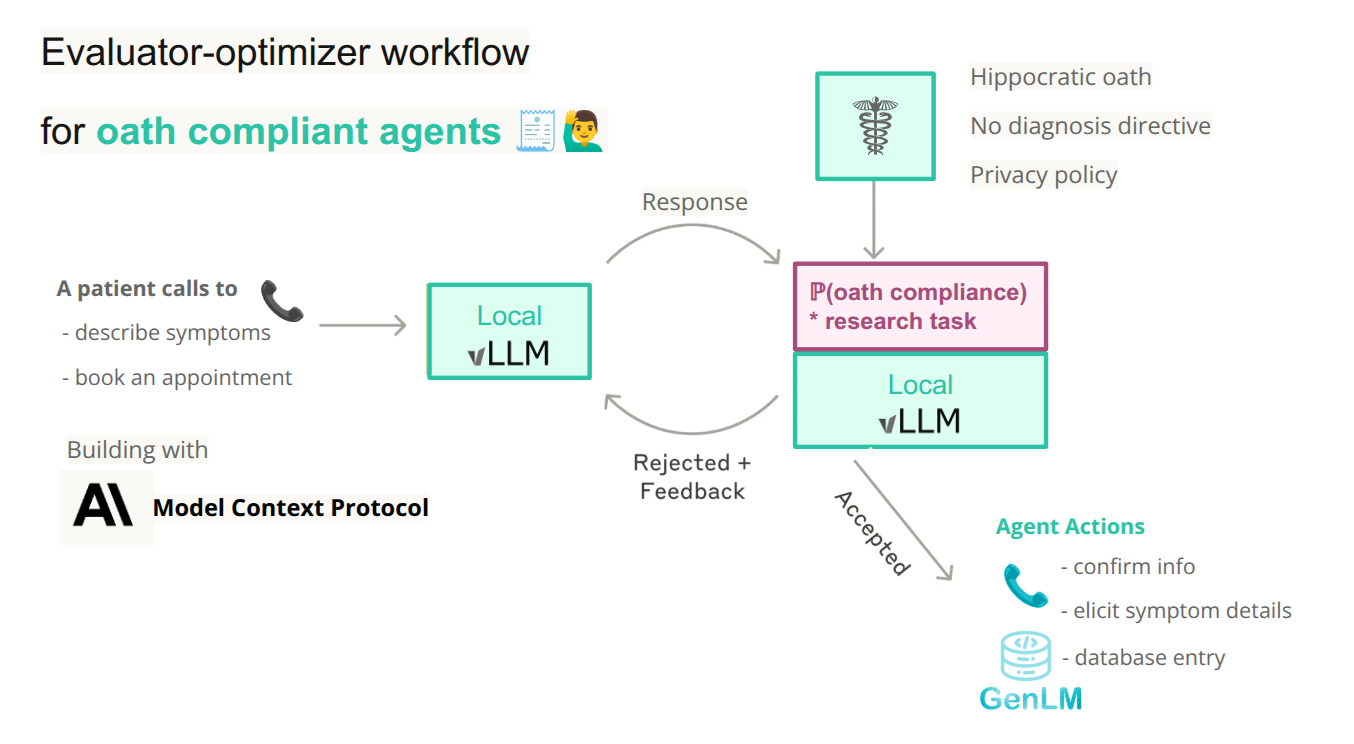 Evaluator-optimizer workflow
for oath compliant agents
Hippocratic oath
No diagnosis directive
Privacy policy
Response
A patient calls to
- describe symptoms
- book an appointment
Local
vLLM
ℙ(oath compliance)
* research task
Local
vLLM
Rejected +
Feedback
Accepted
Building with
A\ Model Context Protocol
Agent Actions
- confirm info
- elicit symptom details
</> - database entry
GenLM